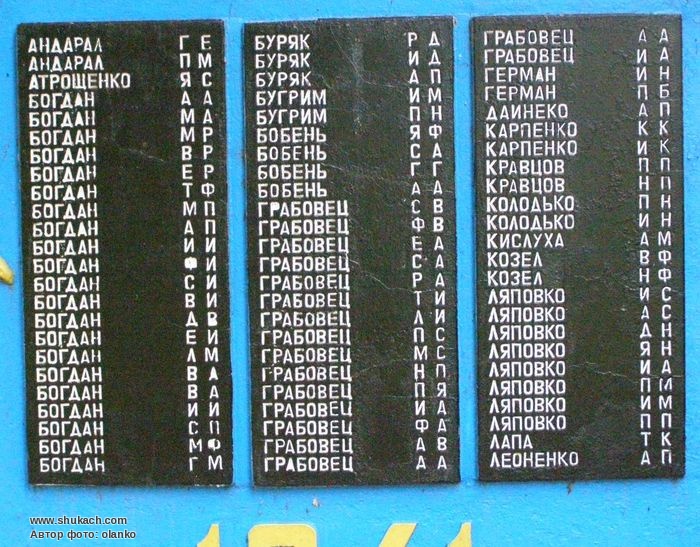 АНДАРАЛ Г Е
АНДАРАЛ П М
АТРОЩЕНКО Я С
БОГДАН А А
БОГДАН М А
БОГДАН М Р
БОГДАН В Р
БОГДАН Е Р
БОГДАН Т Ф
БОГДАН М П
БОГДАН А П
БОГДАН И И
БОГДАН Ф И
БОГДАН С И
БОГДАН В И
БОГДАН Д В
БОГДАН Е И
БОГДАН Л М
БОГДАН В А
БОГДАН В А
БОГДАН И И
БОГДАН С П
БОГДАН М Ф
БОГДАН Г М
БУРЯК Р Д
БУРЯК И Д
БУРЯК А П
БУГРИМ И М
БУГРИМ П Н
БОБЕНЬ Я Ф
БОБЕНЬ С А
БОБЕНЬ Г Г
БОБЕНЬ А А
ГРАБОВЕЦ С В
ГРАБОВЕЦ Ф В
ГРАБОВЕЦ Е А
ГРАБОВЕЦ С А
ГРАБОВЕЦ Р А
ГРАБОВЕЦ Т И
ГРАБОВЕЦ Л И
ГРАБОВЕЦ П С
ГРАБОВЕЦ М С
ГРАБОВЕЦ Н П
ГРАБОВЕЦ П Я
ГРАБОВЕЦ И А
ГРАБОВЕЦ Ф А
ГРАБОВЕЦ А В
ГРАБОВЕЦ А А
ГРАБОВЕЦ А А
ГРАБОВЕЦ И А
ГЕРМАН И Н
ГЕРМАН П Б
ДАИНЕКО А П
КАРПЕНКО К К
КАРПЕНКО И К
КРАВЦОВ П П
КРАВЦОВ Н П
КОЛОДЬКО П Н
КОЛОДЬКО И Н
КИСЛУХА А М
КОЗЕЛ В Ф
КОЗЕЛ Н Ф
ЛЯПОВКО И С
ЛЯПОВКО А С
ЛЯПОВКО Д Н
ЛЯПОВКО Я Н
ЛЯПОВКО И А
ЛЯПОВКО П М
ЛЯПОВКО И М
ЛЯПОВКО П П
ЛАПА Т К
ЛЕОНЕНКО А П
www.shukach.com
Автор фото: olanko